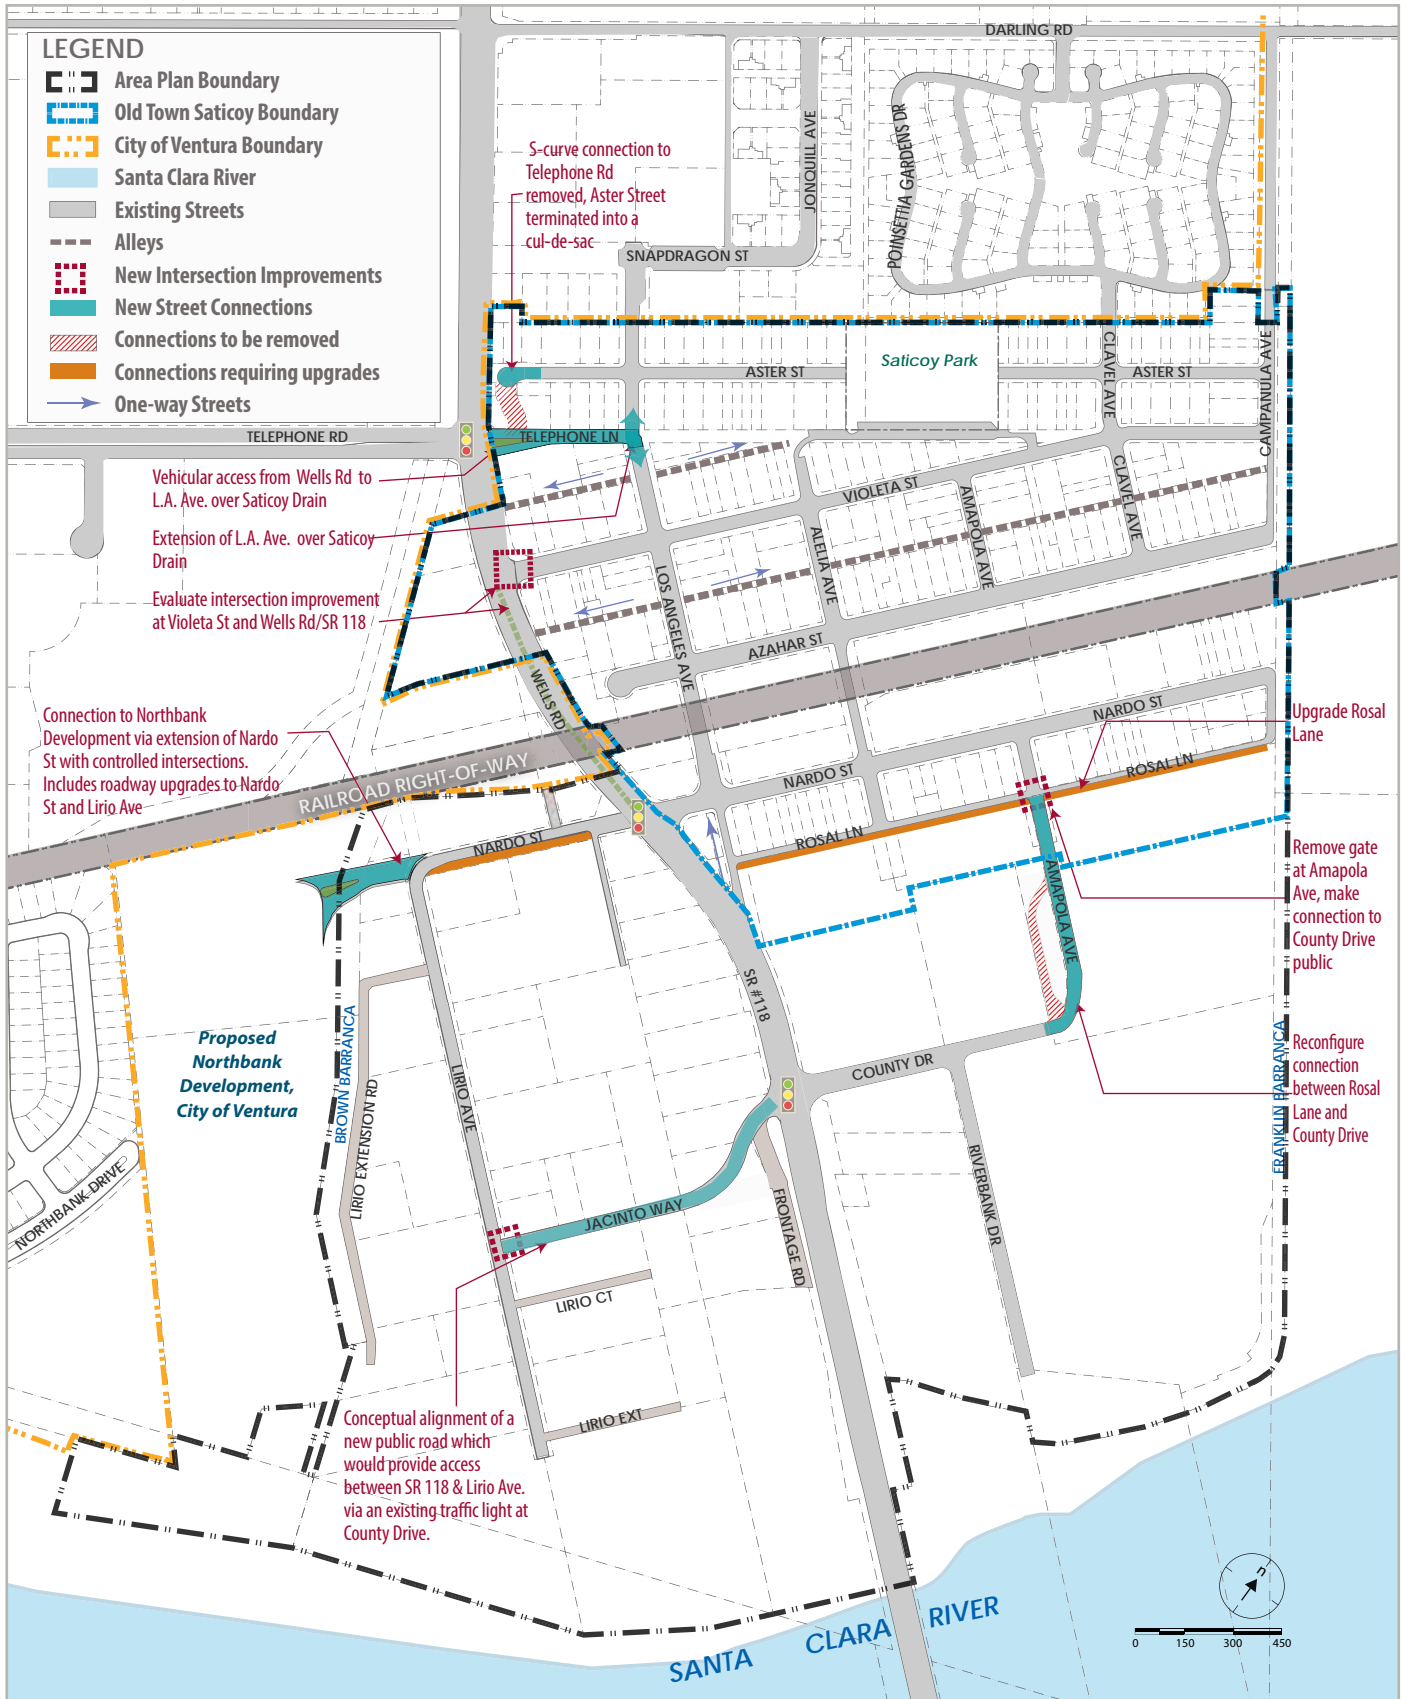 LEGEND
Area Plan Boundary
Old Town Saticoy Boundary
City of Ventura Boundary
Santa Clara River
Existing Streets
Alleys
New Intersection Improvements
New Street Connections
Connections to be removed
Connections requiring upgrades
One-way Streets
DARLING RD
JONQUILL AVE
POINSETTIA GARDENS DR
S-curve connection to
Telephone Rd
removed, Aster Street
terminated into a
cul-de-sac
SNAPDRAGON ST
Saticoy Park
ASTER ST
ASTER ST
CLAVEL AVE
CAMPANULA AVE
TELEPHONE RD
TELEPHONE LN
Vehicular access from Wells Rd to
L.A. Ave. over Saticoy Drain
Extension of L.A. Ave. over Saticoy
Drain
Evaluate intersection improvement
at Violeta St and Wells Rd/SR 118
VIOLETA ST
CLAVEL AVE
AMAPOLA AVE
ALELIA AVE
LOS ANGELES AVE
AZAHAR ST
WELLS RD
Connection to Northbank
Development via extension of Nardo
St with controlled intersections.
Includes roadway upgrades to Nardo
St and Lirio Ave
RAILROAD RIGHT-OF-WAY
NARDO ST
NARDO ST
NARDO ST
ROSAL LN
ROSAL LN
Upgrade Rosal
Lane
Remove gate
at Amapola
Ave, make
connection to
County Drive
public
AMAPOLA AVE
SR #118
Proposed
Northbank
Development,
City of Ventura
BROWN BARRANCA
LIRIO EXTENSION RD
LIRIO AVE
COUNTY DR
FRANKLIN BARRANCA
Reconfigure
connection
between Rosal
Lane and
County Drive
NORTHBANK DRIVE
JACINTO WAY
FRONTAGE RD
RIVERBANK DR
LIRIO CT
LIRIO EXT
Conceptual alignment of a
new public road which
would provide access
between SR 118 & Lirio Ave.
via an existing traffic light at
County Drive.
SANTA CLARA RIVER
n
0 150 300 450